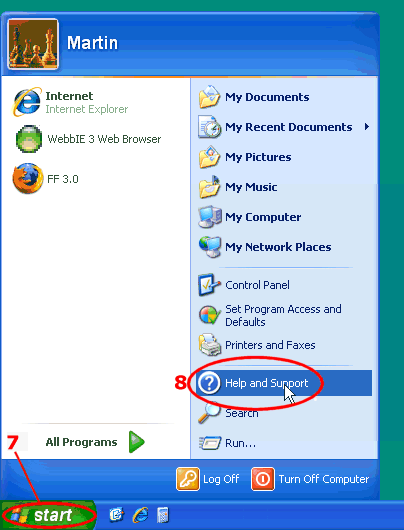 Martin
Internet
Internet Explorer
WebbIE 3 Web Browser
FF 3.0
All Programs
My Documents
My Recent Documents
My Pictures
My Music
My Computer
My Network Places
Control Panel
Set Program Access and
Defaults
Printers and Faxes
8
Help and Support
Search
Run...
Log Off
Turn Off Computer
7
start